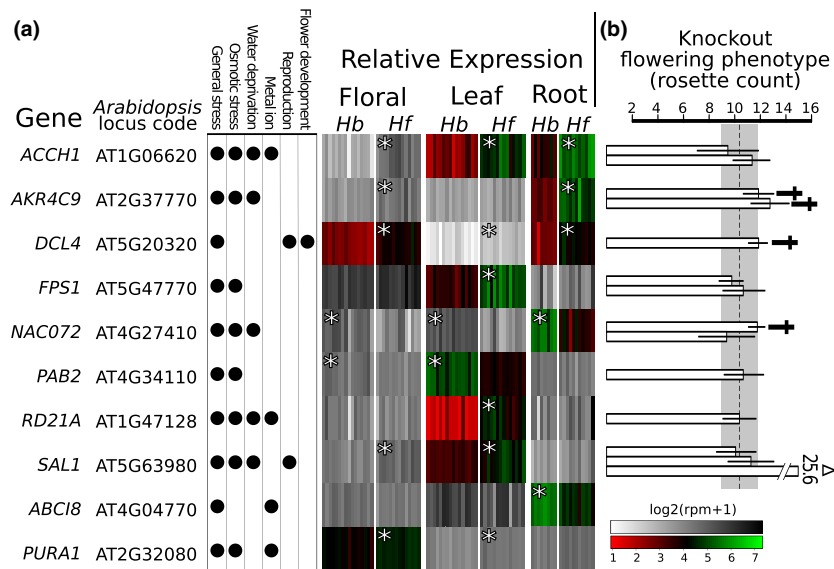 (a)
General stress
Osmotic stress
Water deprivation
Metal ion
Reproduction
Flower development
Relative Expression
Floral Leaf Root
Gene Arabidopsis locus code Hb Hf Hb Hf Hb Hf
ACCH1 AT1G06620 * * *
AKR4C9 AT2G37770 * *
DCL4 AT5G20320 * * *
FPS1 AT5G47770 *
NAC072 AT4G27410 * * *
PAB2 AT4G34110 * *
RD21A AT1G47128 *
SAL1 AT5G63980 * *
ABCI8 AT4G04770 *
PURA1 AT2G32080 * *
(b)
Knockout
flowering phenotype
(rosette count)
2 4 6 8 10 12 14 16
25.6
Δ
log2(rpm+1)
1 2 3 4 5 6 7